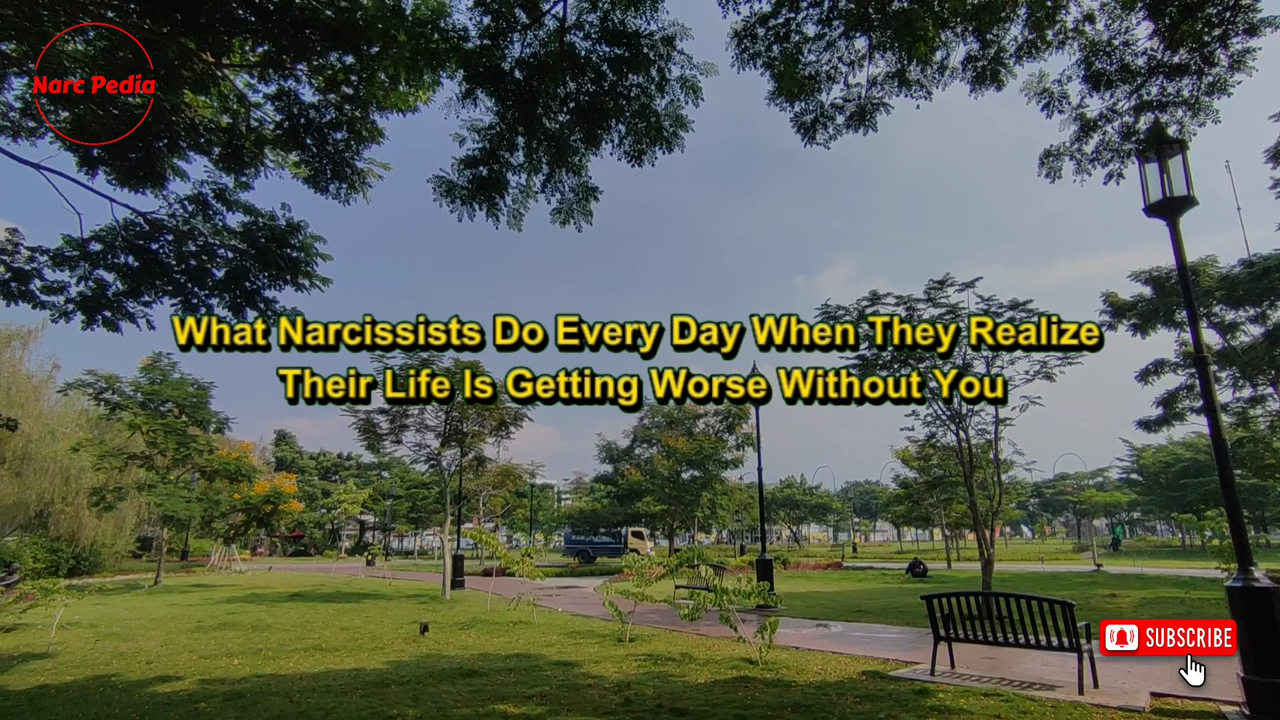 Narc Pedia
What Narcissists Do Every Day When They Realize
Their Life Is Getting Worse Without You
SUBSCRIBE